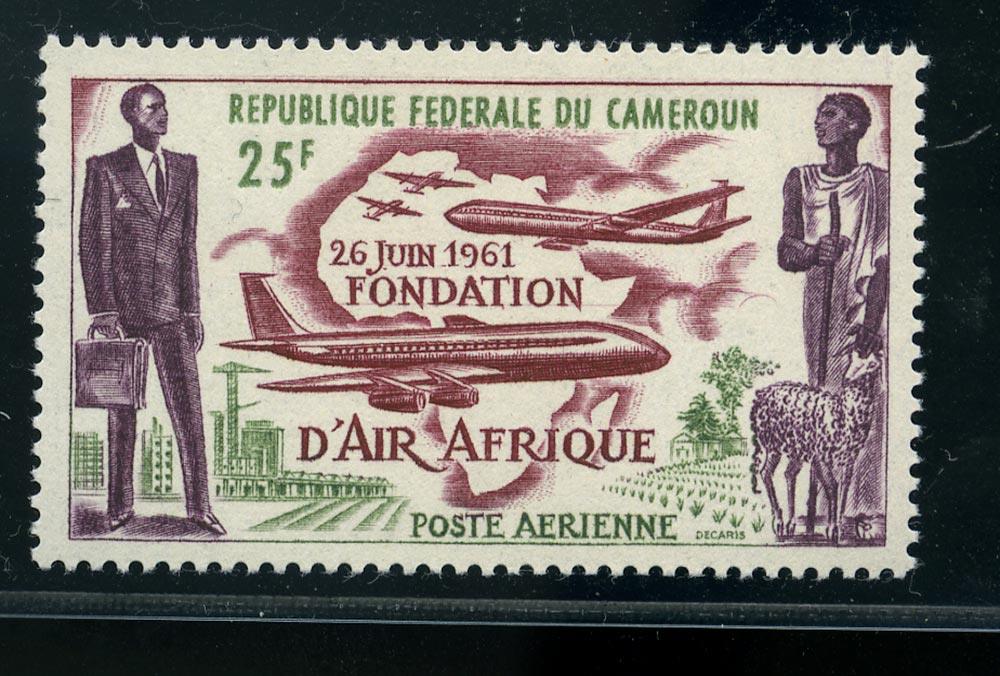 REPUBLIQUE FEDERALE DU CAMEROUN
25F
26 JUIN 1961
FONDATION
D'AIR AFRIQUE
POSTE AERIENNE
DECARIS